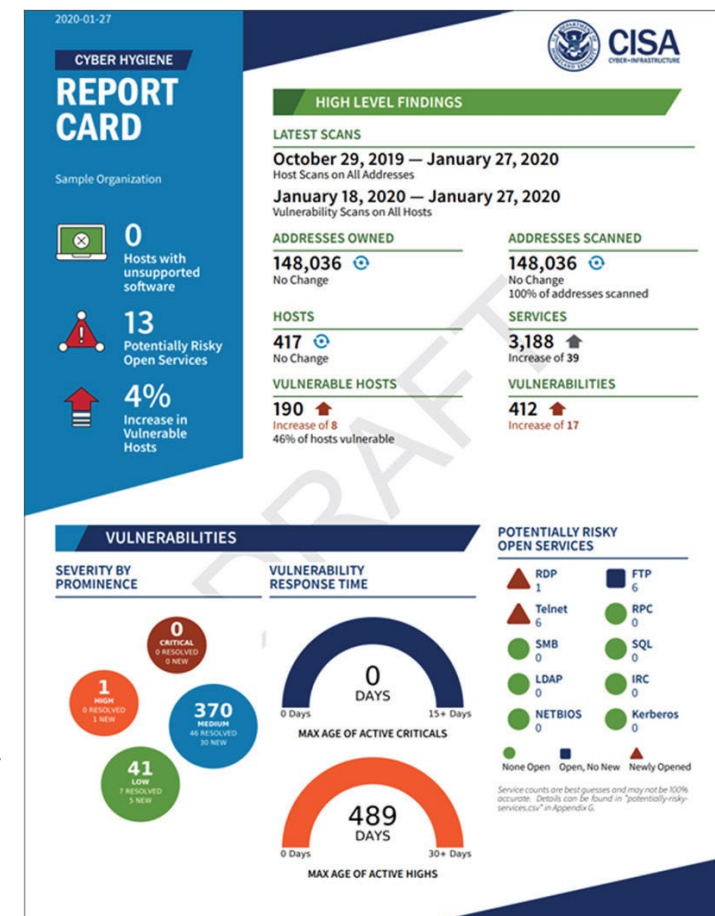 2020-01-27
CYBER HYGIENE
REPORT
CARD
Sample Organization
0
Hosts with
unsupported
software
13
Potentially Risky
Open Services
4%
Increase in
Vulnerable
Hosts
CISA
CYBER+INFRASTRUCTURE
HIGH LEVEL FINDINGS
LATEST SCANS
October 29, 2019 — January 27, 2020
Host Scans on All Addresses
January 18, 2020 — January 27, 2020
Vulnerability Scans on All Hosts
ADDRESSES OWNED
148,036
No Change
ADDRESSES SCANNED
148,036
No Change
100% of addresses scanned
HOSTS
417
No Change
SERVICES
3,188
Increase of 39
VULNERABLE HOSTS
190
Increase of 8
46% of hosts vulnerable
VULNERABILITIES
412
Increase of 17
DRAFT
VULNERABILITIES
SEVERITY BY
PROMINENCE
0
CRITICAL
0 RESOLVED
0 NEW
1
HIGH
0 RESOLVED
1 NEW
370
MEDIUM
46 RESOLVED
30 NEW
41
LOW
7 RESOLVED
5 NEW
VULNERABILITY
RESPONSE TIME
0
DAYS
0 Days 15+ Days
MAX AGE OF ACTIVE CRITICALS
489
DAYS
0 Days 30+ Days
MAX AGE OF ACTIVE HIGHS
POTENTIALLY RISKY
OPEN SERVICES
RDP
1
FTP
6
Telnet
6
RPC
0
SMB
0
SQL
0
LDAP
0
IRC
0
NETBIOS
0
Kerberos
0
None Open Open, No New Newly Opened
Service counts are best guesses and may not be 100%
accurate. Details can be found in "potentially-risky-
services.csv" in Appendix G.